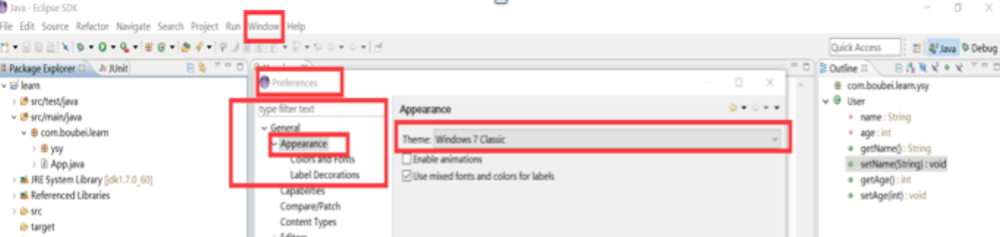 Java - Eclipse SDK
File Edit Source Refactor Navigate Search Project Run Window Help
Quick Access
Java
Debug
Package Explorer
JUnit
learn
src/test/java
src/main/java
com.boubei.learn
ysy
App.java
JRE System Library [jdk1.7.0_60]
Referenced Libraries
src
target
Preferences
type filter text
General
Appearance
Colors and Fonts
Label Decorations
Capabilities
Compare/Patch
Content Types
Editors
Appearance
Theme: Windows 7 Classic
Enable animations
Use mixed fonts and colors for labels
Outline
com.boubei.learn.ysy
User
name : String
age : int
getName() : String
setName(String) : void
getAge() : int
setAge(int) : void